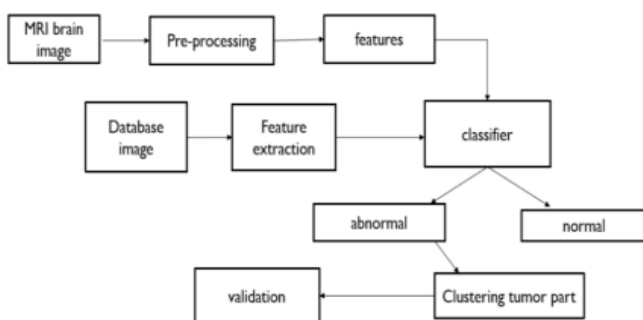 MRI brain
image
Pre-processing
features
Database
image
Feature
extraction
classifier
abnormal
normal
validation
Clustering tumor part